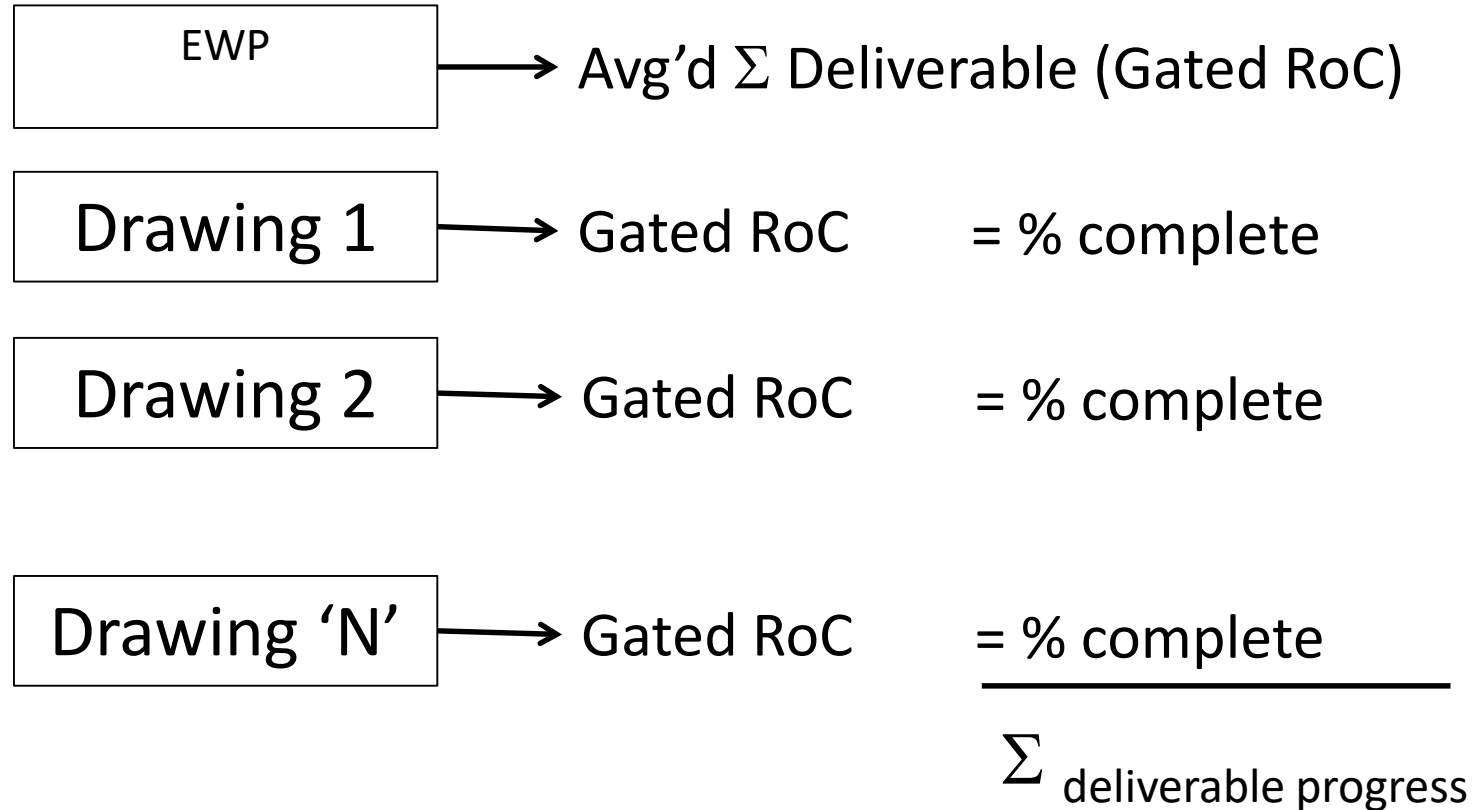 EWP
Avg’d Σ Deliverable (Gated RoC)
Drawing 1
Gated RoC = % complete
Drawing 2
Gated RoC = % complete
Drawing ‘N’
Gated RoC = % complete
Σ deliverable progress